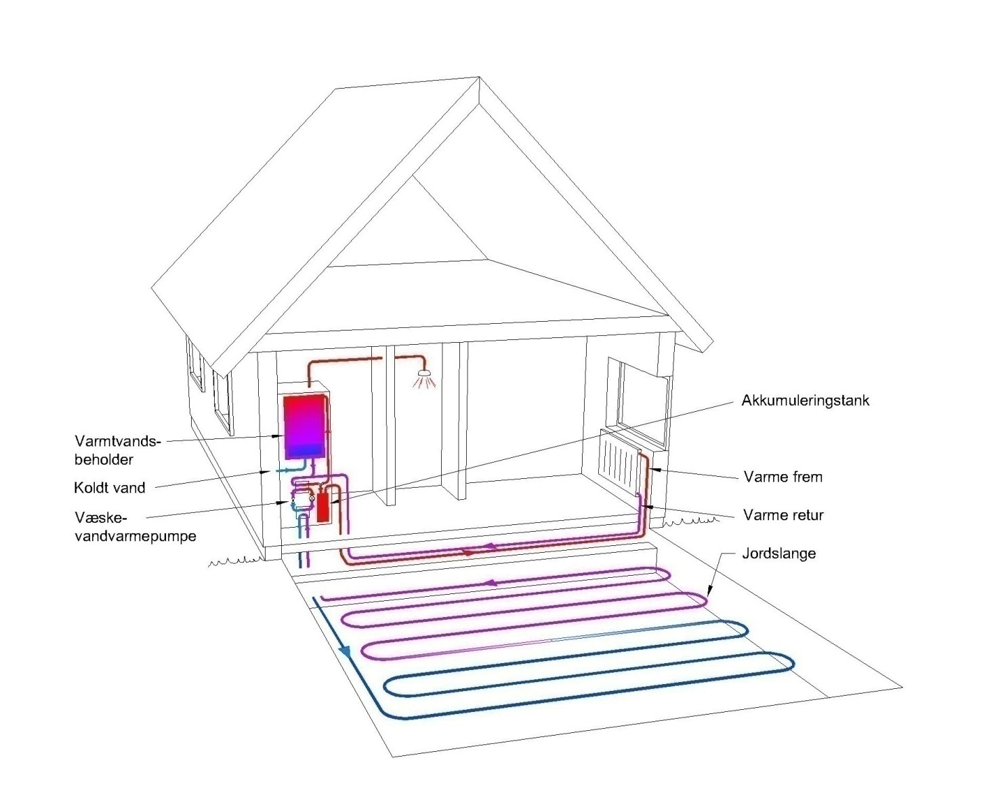 Varmtvands-
beholder
Koldt vand
Væske-
vandvarmepumpe
Akkumuleringstank
Varme frem
Varme retur
Jordslange